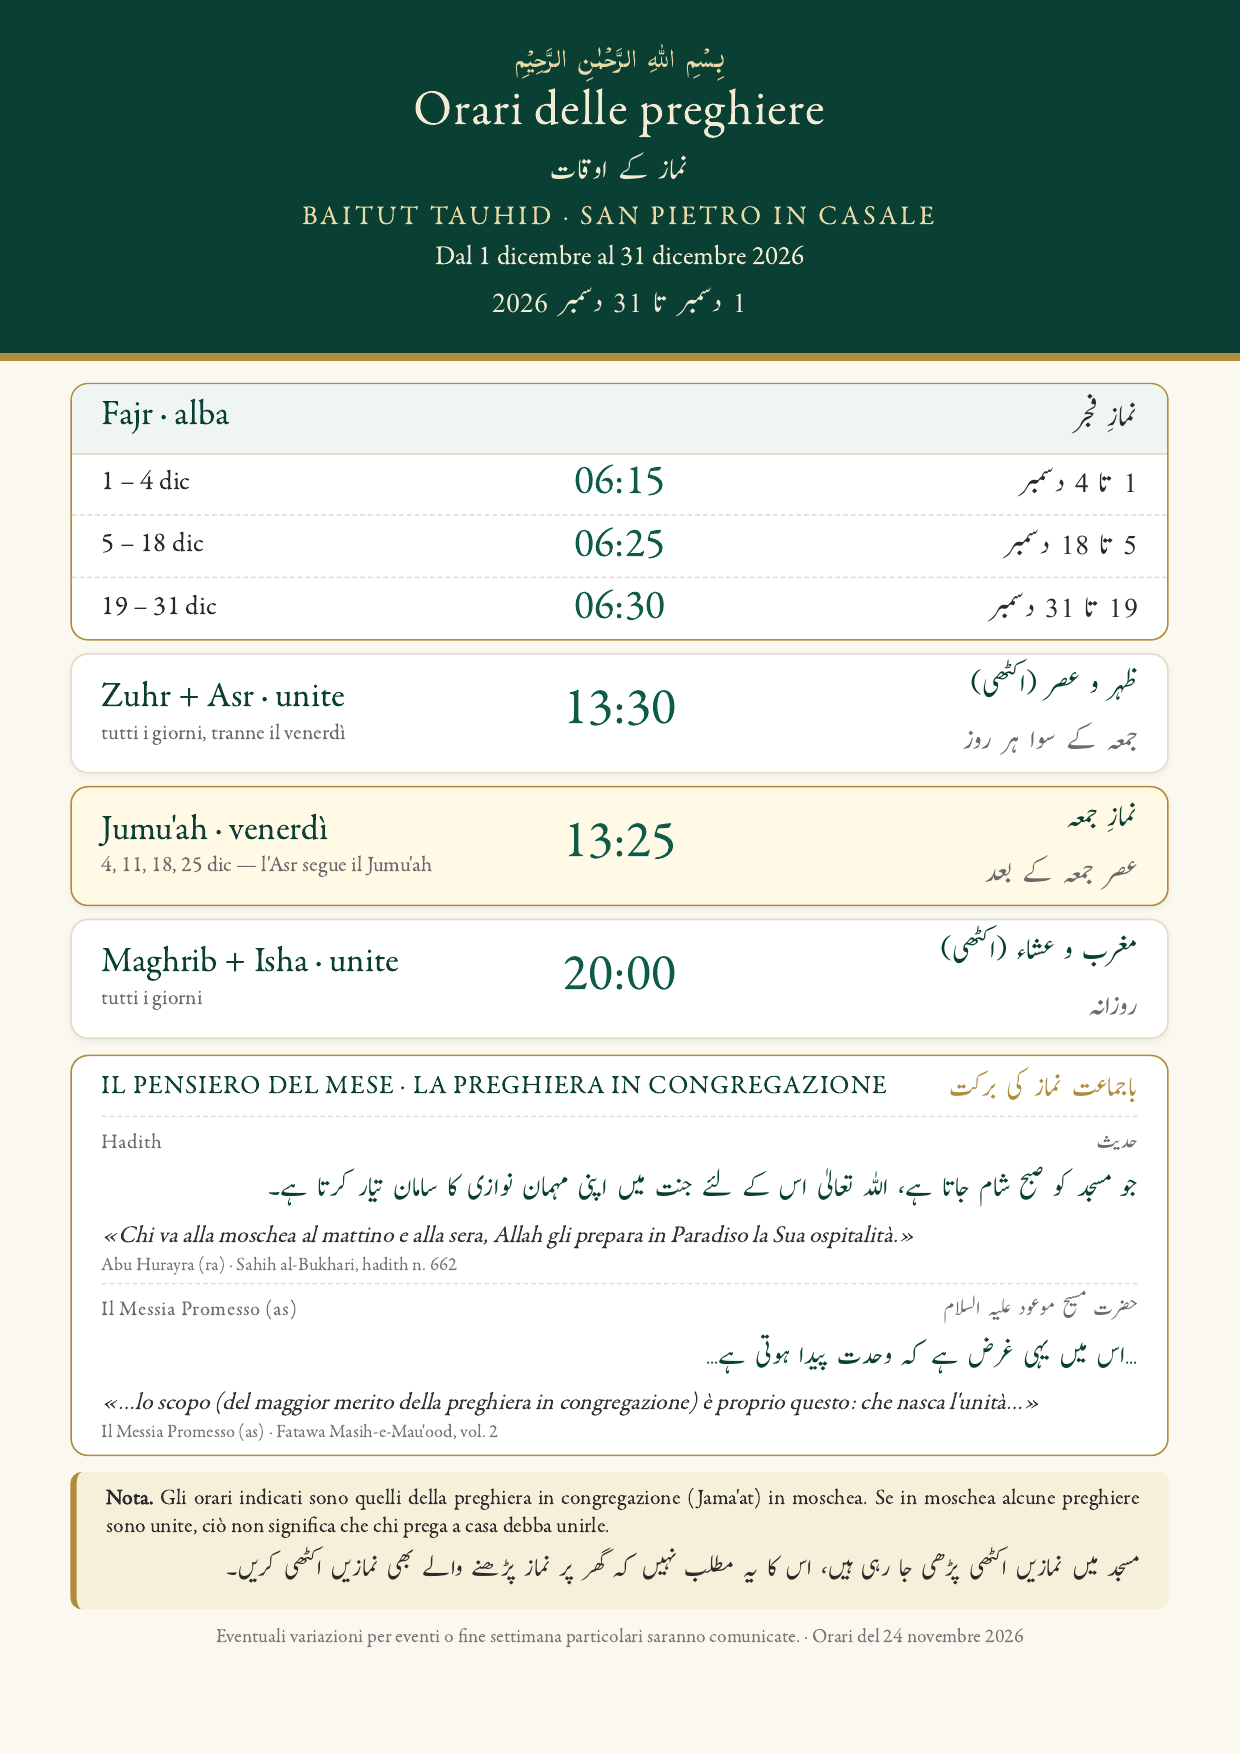 بِسْمِ اللّٰهِ الرَّحْمٰنِ الرَّحِيْمِ
Orari delle preghiere
نماز کے اوقات
BAITUT TAUHID · SAN PIETRO IN CASALE
Dal 1 dicembre al 31 dicembre 2026
1 دسمبر تا 31 دسمبر 2026
Fajr · alba
نمازِ فجر
1 – 4 dic
06:15
1 تا 4 دسمبر
5 – 18 dic
06:25
5 تا 18 دسمبر
19 – 31 dic
06:30
19 تا 31 دسمبر
Zuhr + Asr · unite
ظہر و عصر (اکٹھی)
tutti i giorni, tranne il venerdì
13:30
جمعہ کے سوا ہر روز
Jumu'ah · venerdì
نمازِ جمعہ
4, 11, 18, 25 dic — l'Asr segue il Jumu'ah
13:25
عصر جمعہ کے بعد
Maghrib + Isha · unite
مغرب و عشاء (اکٹھی)
tutti i giorni
20:00
روزانہ
IL PENSIERO DEL MESE · LA PREGHIERA IN CONGREGAZIONE
باجماعت نماز کی برکت
Hadith
حدیث
جو مسجد کو صبح شام جاتا ہے، اللہ تعالیٰ اس کے لئے جنت میں اپنی مہمان نوازی کا سامان تیار کرتا ہے۔
«Chi va alla moschea al mattino e alla sera, Allah gli prepara in Paradiso la Sua ospitalità.»
Abu Hurayra (ra) · Sahih al-Bukhari, hadith n. 662
Il Messia Promesso (as)
حضرت مسیح موعود علیہ السلام
…اس میں یہی غرض ہے کہ وحدت پیدا ہوتی ہے…
«…lo scopo (del maggior merito della preghiera in congregazione) è proprio questo: che nasca l'unità…»
Il Messia Promesso (as) · Fatawa Masih-e-Mau'ood, vol. 2
Nota. Gli orari indicati sono quelli della preghiera in congregazione (Jama'at) in moschea. Se in moschea alcune preghiere
sono unite, ciò non significa che chi prega a casa debba unirle.
مسجد میں نمازیں اکٹھی پڑھی جا رہی ہیں، اس کا یہ مطلب نہیں کہ گھر پر نماز پڑھنے والے بھی نمازیں اکٹھی کریں۔
Eventuali variazioni per eventi o fine settimana particolari saranno comunicate. · Orari del 24 novembre 2026